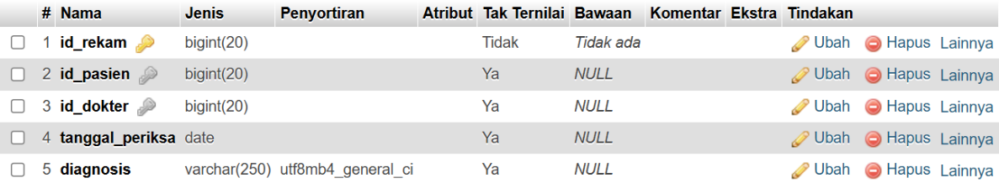 # Nama Jenis Penyortiran Atribut Tak Ternilai Bawaan Komentar Ekstra Tindakan
1 id_rekam bigint(20) Tidak Tidak ada Ubah Hapus Lainnya
2 id_pasien bigint(20) Ya NULL Ubah Hapus Lainnya
3 id_dokter bigint(20) Ya NULL Ubah Hapus Lainnya
4 tanggal_periksa date Ya NULL Ubah Hapus Lainnya
5 diagnosis varchar(250) utf8mb4_general_ci Ya NULL Ubah Hapus Lainnya